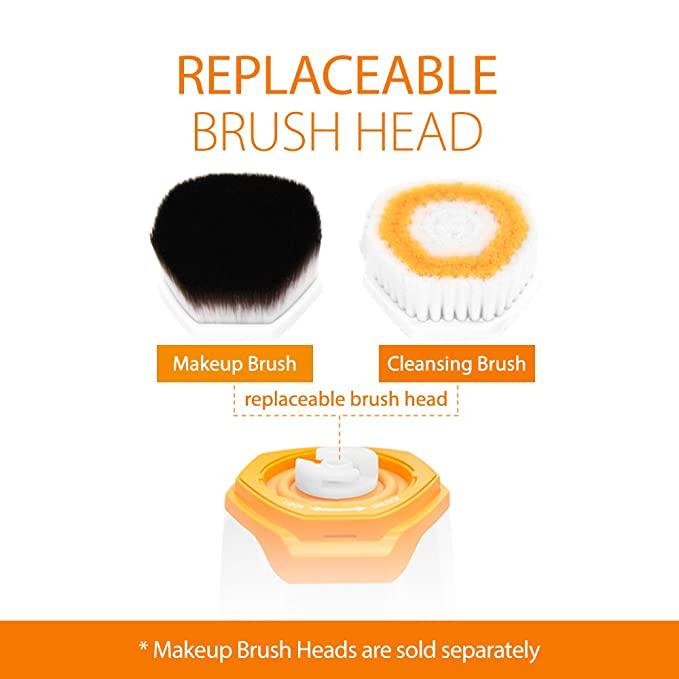 REPLACEABLE
BRUSH HEAD
Makeup Brush
Cleansing Brush
replaceable brush head
* Makeup Brush Heads are sold separately